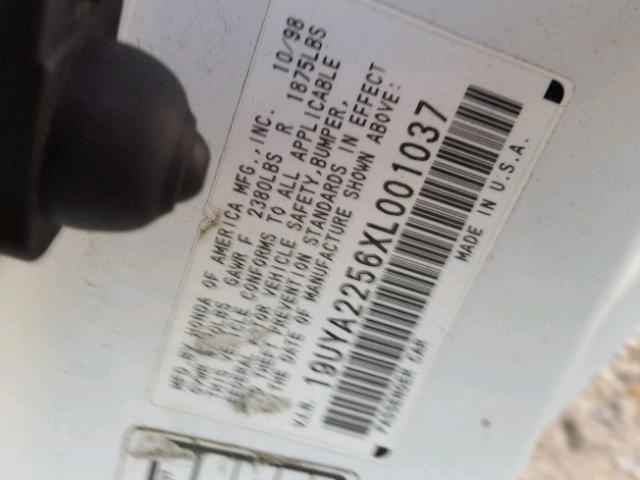 MFD BY HONDA OF AMERICA MFG.,INC. 10/98
GVWR LBS GAWR F 2380LBS R 1875LBS
THIS VEHICLE CONFORMS TO ALL APPLICABLE
FEDERAL MOTOR VEHICLE SAFETY,BUMPER,
AND THEFT PREVENTION STANDARDS IN EFFECT
ON THE DATE OF MANUFACTURE SHOWN ABOVE:
V.I.N. 19UYA2256XL001037
PASSENGER CAR
MADE IN U.S.A.